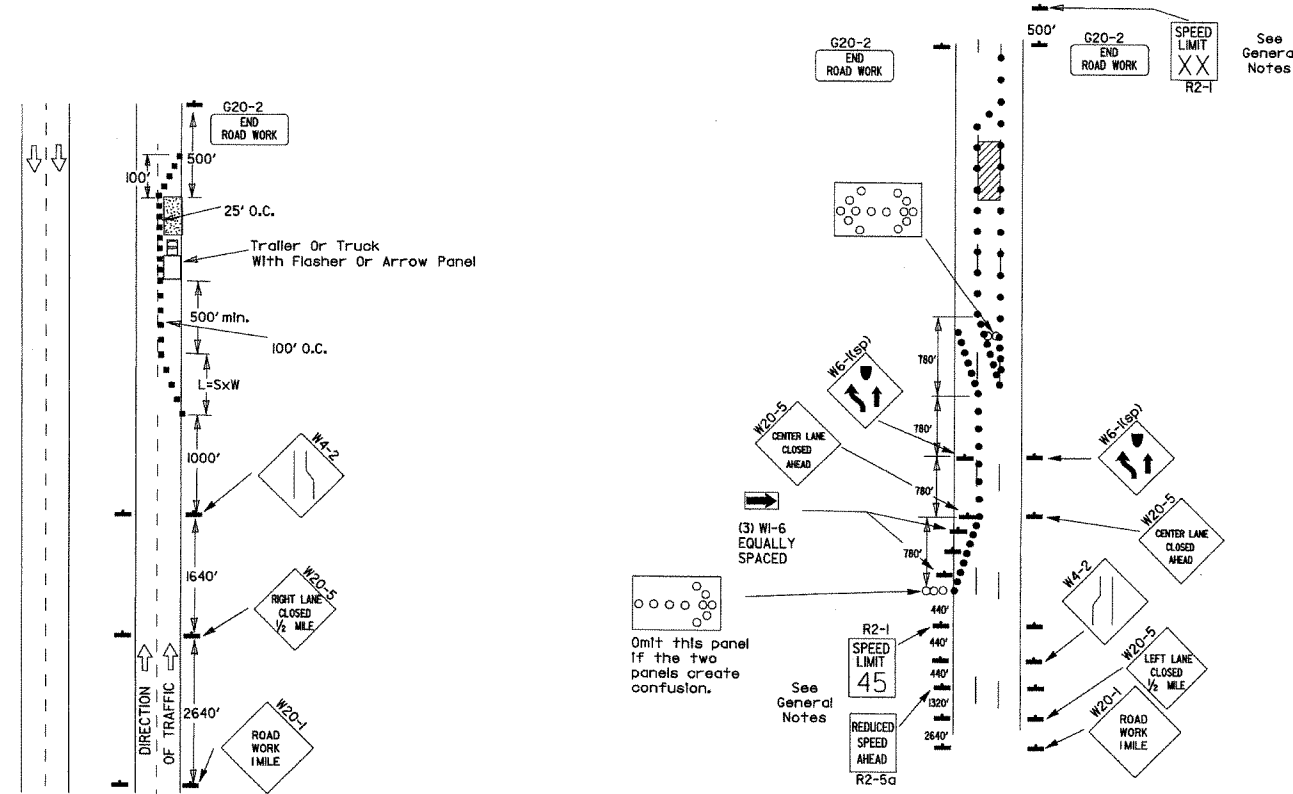 G20-2
END
ROAD WORK
500'
100'
25' O.C.
Trailer Or Truck
With Flasher Or Arrow Panel
500' min.
100' O.C.
L=SxW
1000'
W4-2
1640'
W20-5
RIGHT LANE
CLOSED
1/2 MILE
2640'
DIRECTION
OF TRAFFIC
W20-1
ROAD
WORK
1 MILE
G20-2
END
ROAD WORK
500'
G20-2
END
ROAD WORK
SPEED
LIMIT
XX
R2-1
See
General
Notes
780'
W6-1(sp)
780'
W20-5
CENTER LANE
CLOSED
AHEAD
780'
(3) W1-6
EQUALLY
SPACED
780'
W6-1(sp)
W20-5
CENTER LANE
CLOSED
AHEAD
Omit this panel
if the two
panels create
confusion.
440'
R2-1
SPEED
LIMIT
45
440'
440'
See
General
Notes
1320'
REDUCED
SPEED
AHEAD
R2-5a
2640'
W4-2
W20-5
LEFT LANE
CLOSED
1/2 MILE
W20-1
ROAD
WORK
1 MILE